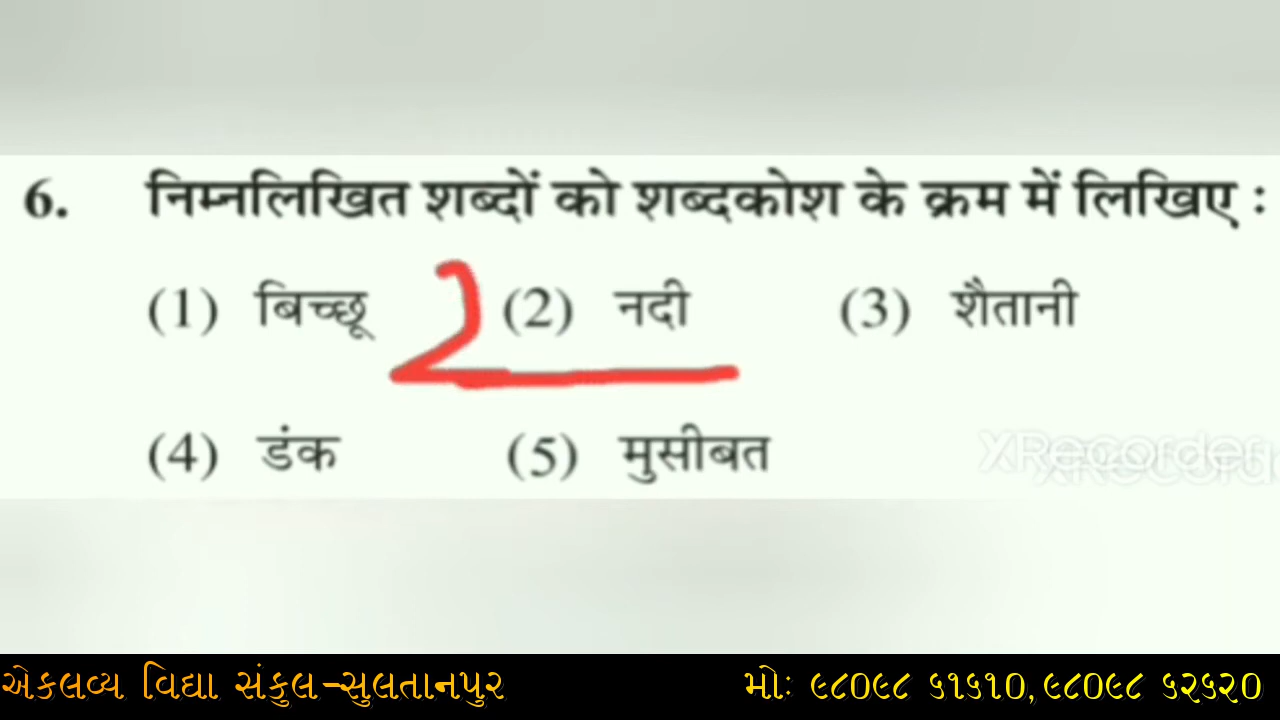 6. निम्नलिखित शब्दों को शब्दकोश के क्रम में लिखिए :
(1) बिच्छू 2 (2) नदी (3) शैतानी
(4) डंक (5) मुसीबत
XRecorder
એકલવ્ય વિદ્યા સંકુલ-સુલતાનપુર મોઃ ૯૮૦૯૮ ૬૧૬૧૦, ૯૮૦૯૮ ૬૨૬૨૦